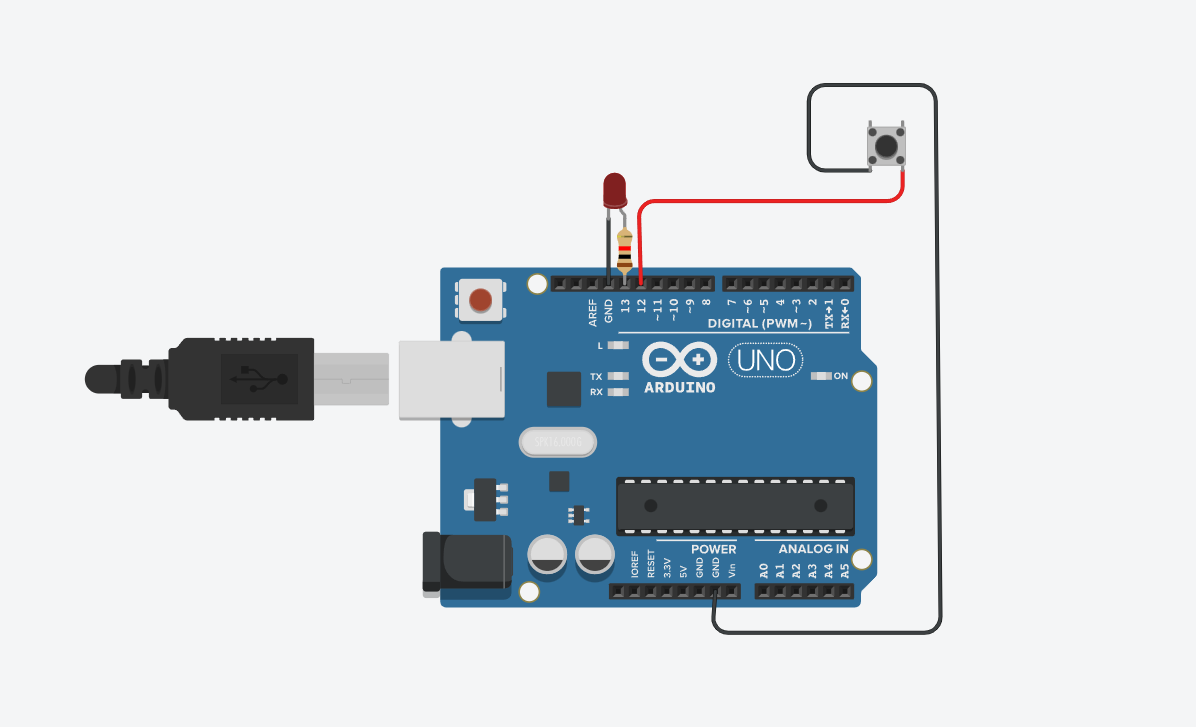 AREF
GND
13
12
~11
~10
~9
8
7
~6
~5
4
~3
2
TX→1
RX←0
DIGITAL (PWM~)
L
TX
RX
UNO
ARDUINO
ON
SPK16.000G
IOREF
RESET
3.3V
5V
GND
GND
Vin
POWER
ANALOG IN
A0
A1
A2
A3
A4
A5